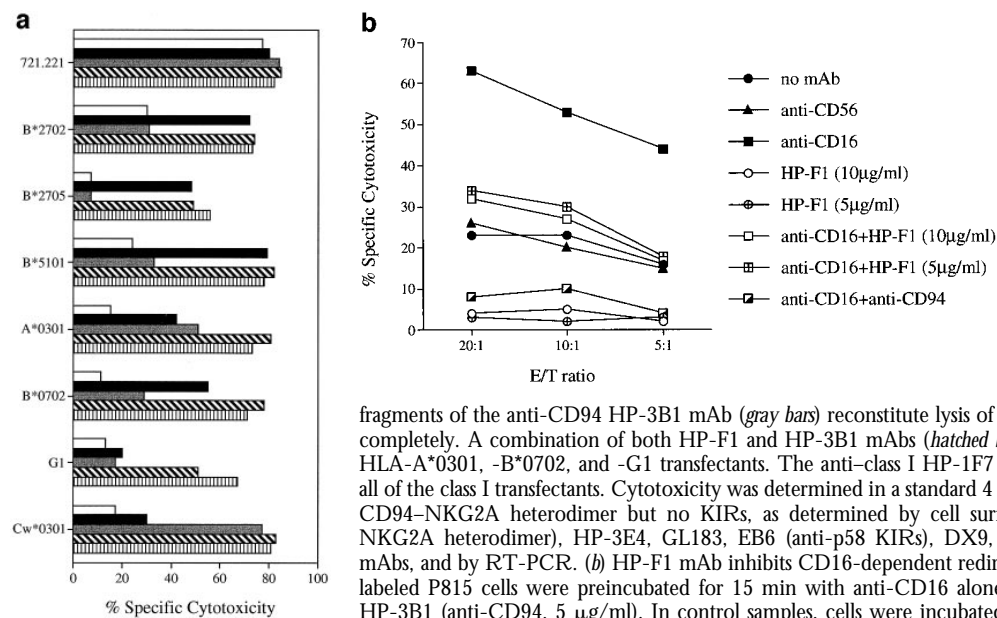 a
721.221
B*2702
B*2705
B*5101
A*0301
B*0702
G1
Cw*0301
0 20 40 60 80 100
% Specific Cytotoxicity
b
70
60
50
40
30
20
10
0
% Specific Cytotoxicity
20:1 10:1 5:1
E/T ratio
no mAb
anti-CD56
anti-CD16
HP-F1 (10µg/ml)
HP-F1 (5µg/ml)
anti-CD16+HP-F1 (10µg/ml)
anti-CD16+HP-F1 (5µg/ml)
anti-CD16+anti-CD94
fragments of the anti-CD94 HP-3B1 mAb (gray bars) reconstitute lysis of
completely. A combination of both HP-F1 and HP-3B1 mAbs (hatched
HLA-A*0301, -B*0702, and -G1 transfectants. The anti–class I HP-1F7
all of the class I transfectants. Cytotoxicity was determined in a standard 4
CD94–NKG2A heterodimer but no KIRs, as determined by cell
NKG2A heterodimer), HP-3E4, GL183, EB6 (anti-p58 KIRs), DX9,
mAbs, and by RT-PCR. (b) HP-F1 mAb inhibits CD16-dependent
labeled P815 cells were preincubated for 15 min with anti-CD16
HP-3B1 (anti-CD94, 5 µg/ml). In control samples, cells were